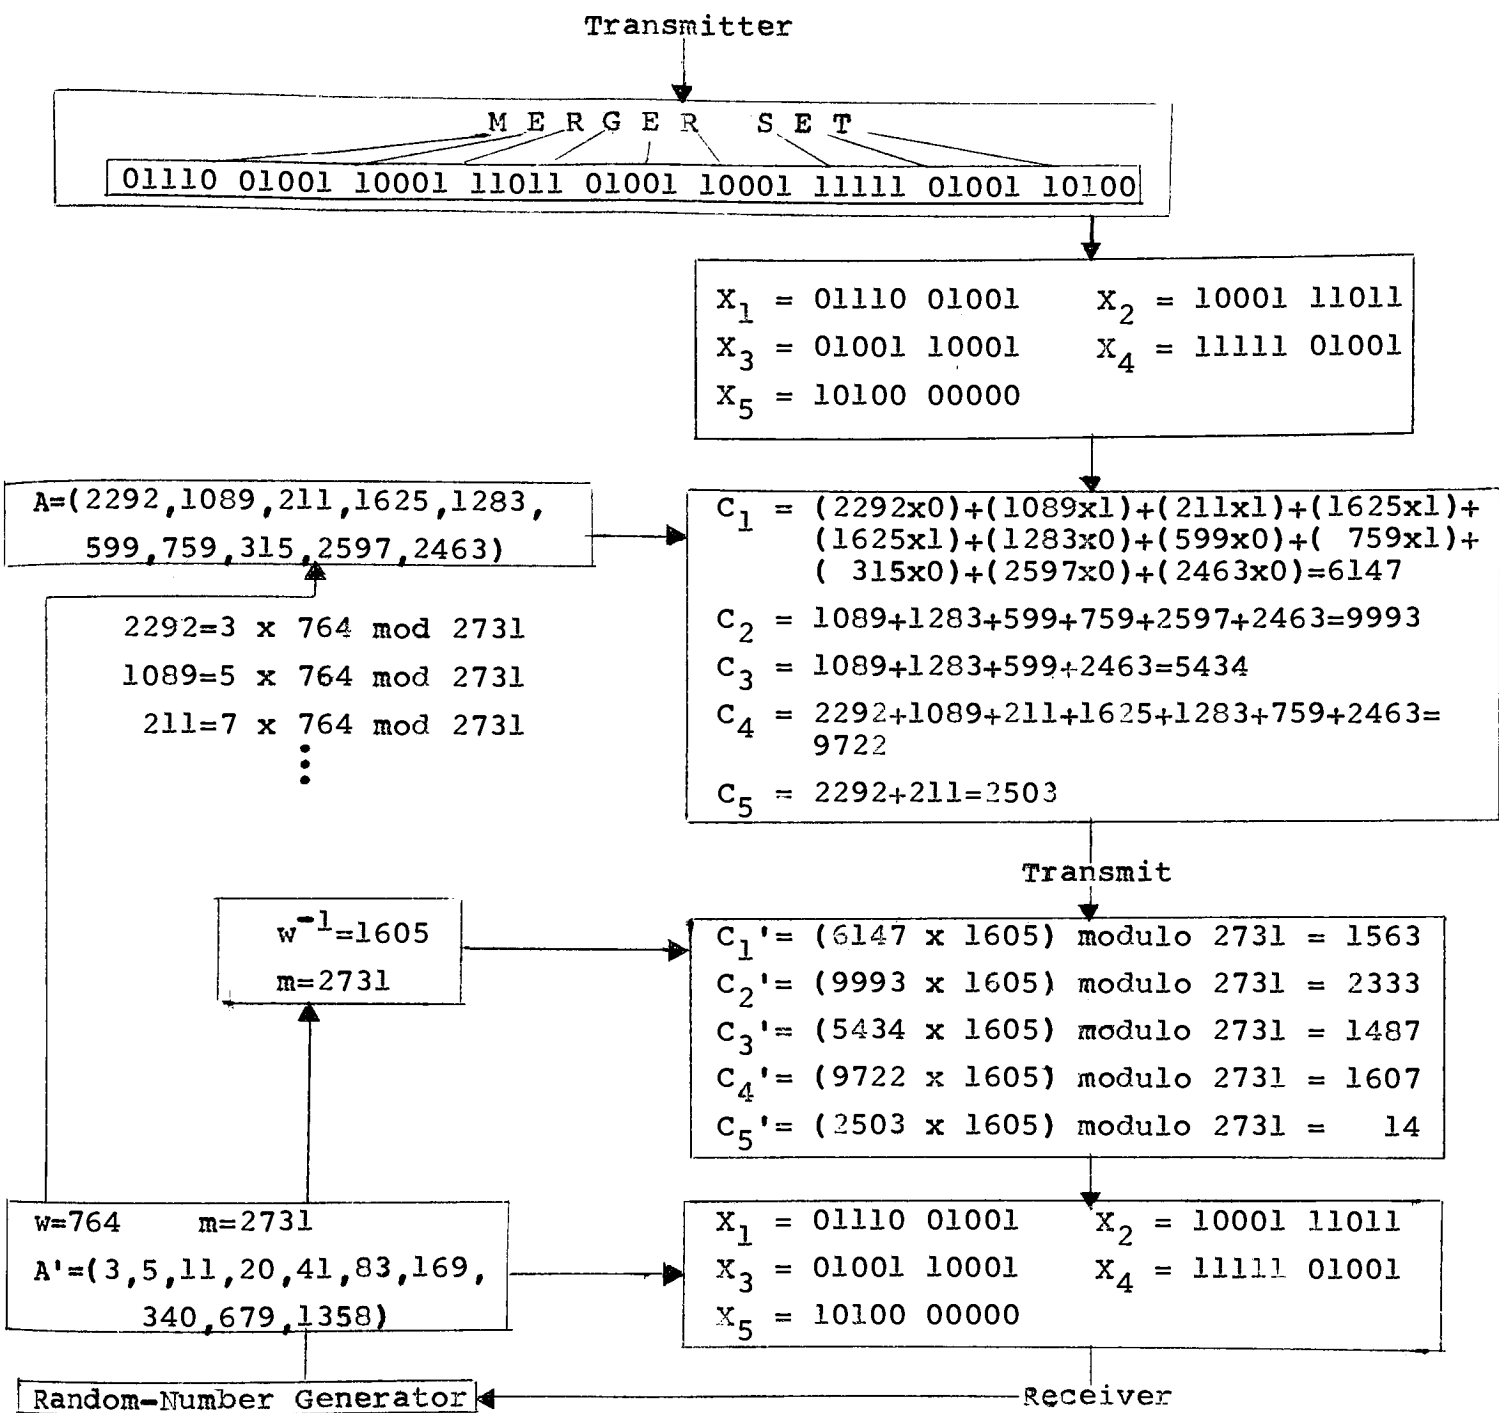 Transmitter
M E R G E R  S E T
01110 01001 10001 11011 01001 10001 11111 01001 10100
X1 = 01110 01001 X2 = 10001 11011
X3 = 01001 10001 X4 = 11111 01001
X5 = 10100 00000
A=(2292,1089,211,1625,1283,
599,759,315,2597,2463)
2292=3 x 764 mod 2731
1089=5 x 764 mod 2731
211=7 x 764 mod 2731
C1 = (2292x0)+(1089x1)+(211x1)+(1625x1)+
(1625x1)+(1283x0)+(599x0)+( 759x1)+
( 315x0)+(2597x0)+(2463x0)=6147
C2 = 1089+1283+599+759+2597+2463=9993
C3 = 1089+1283+599+2463=5434
C4 = 2292+1089+211+1625+1283+759+2463=
9722
C5 = 2292+211=2503
Transmit
w-1=1605
m=2731
C1'= (6147 x 1605) modulo 2731 = 1563
C2'= (9993 x 1605) modulo 2731 = 2333
C3'= (5434 x 1605) modulo 2731 = 1487
C4'= (9722 x 1605) modulo 2731 = 1607
C5'= (2503 x 1605) modulo 2731 = 14
w=764 m=2731
A'=(3,5,11,20,41,83,169,
340,679,1358)
X1 = 01110 01001 X2 = 10001 11011
X3 = 01001 10001 X4 = 11111 01001
X5 = 10100 00000
Random-Number Generator
Receiver